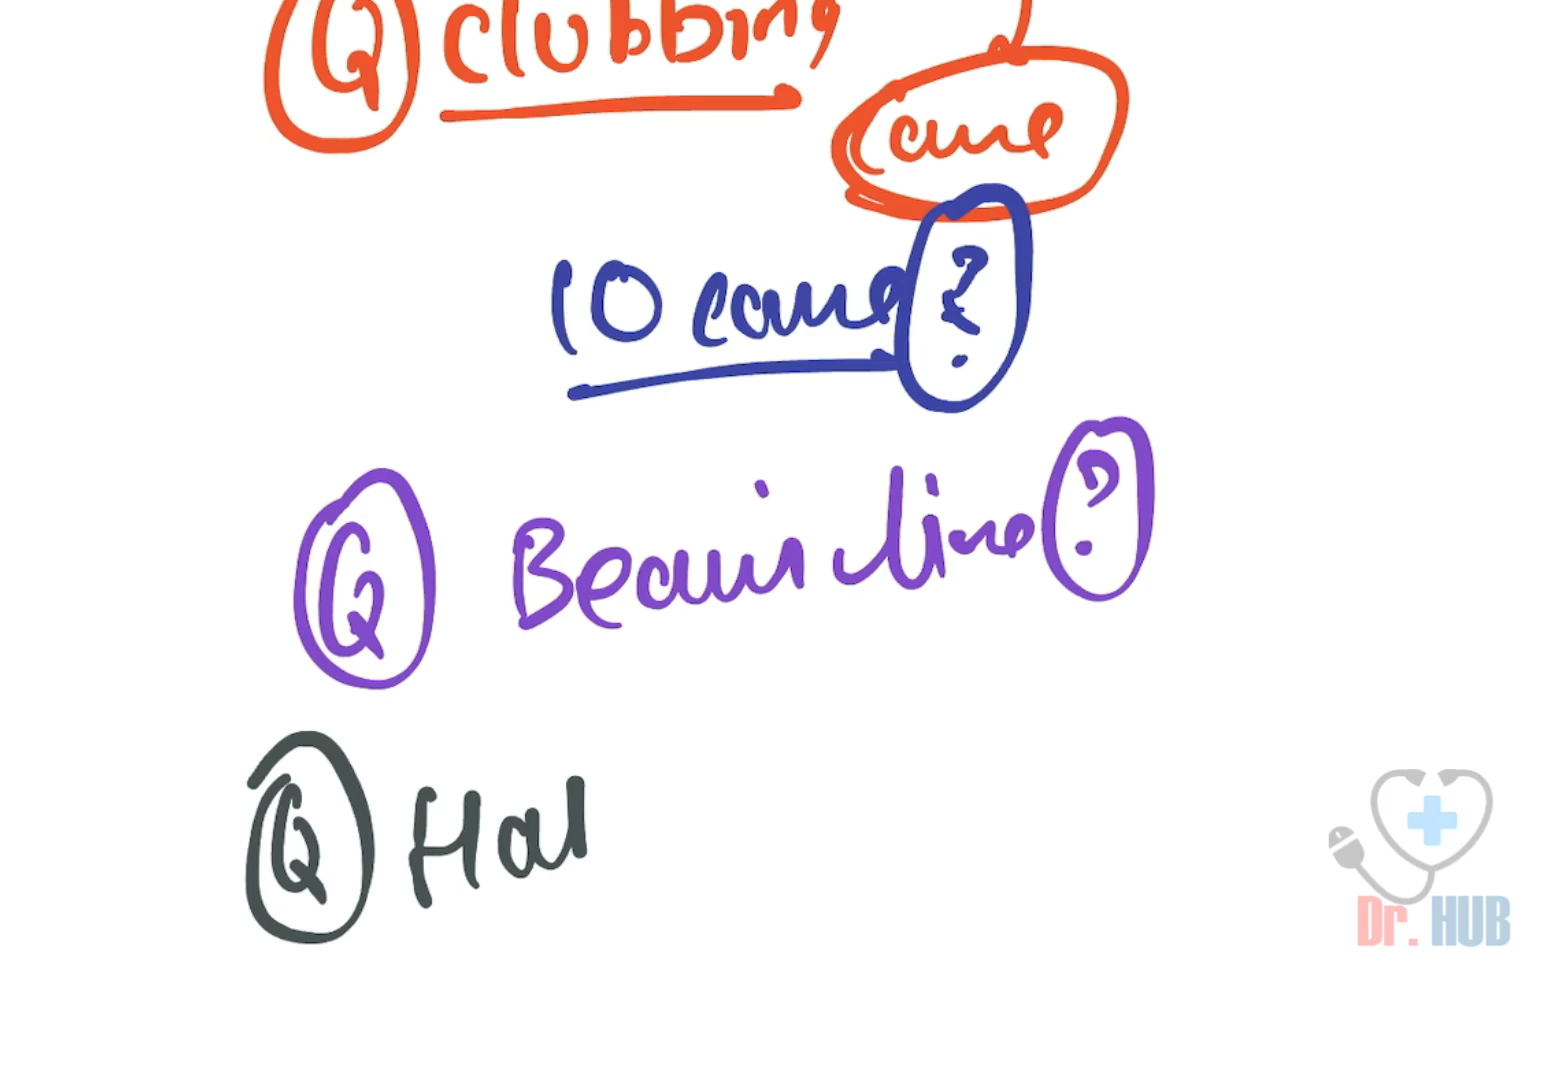 Q clubbing
cause
10 cause ?
Q Beau's line ?
Q Hal
Dr. HUB